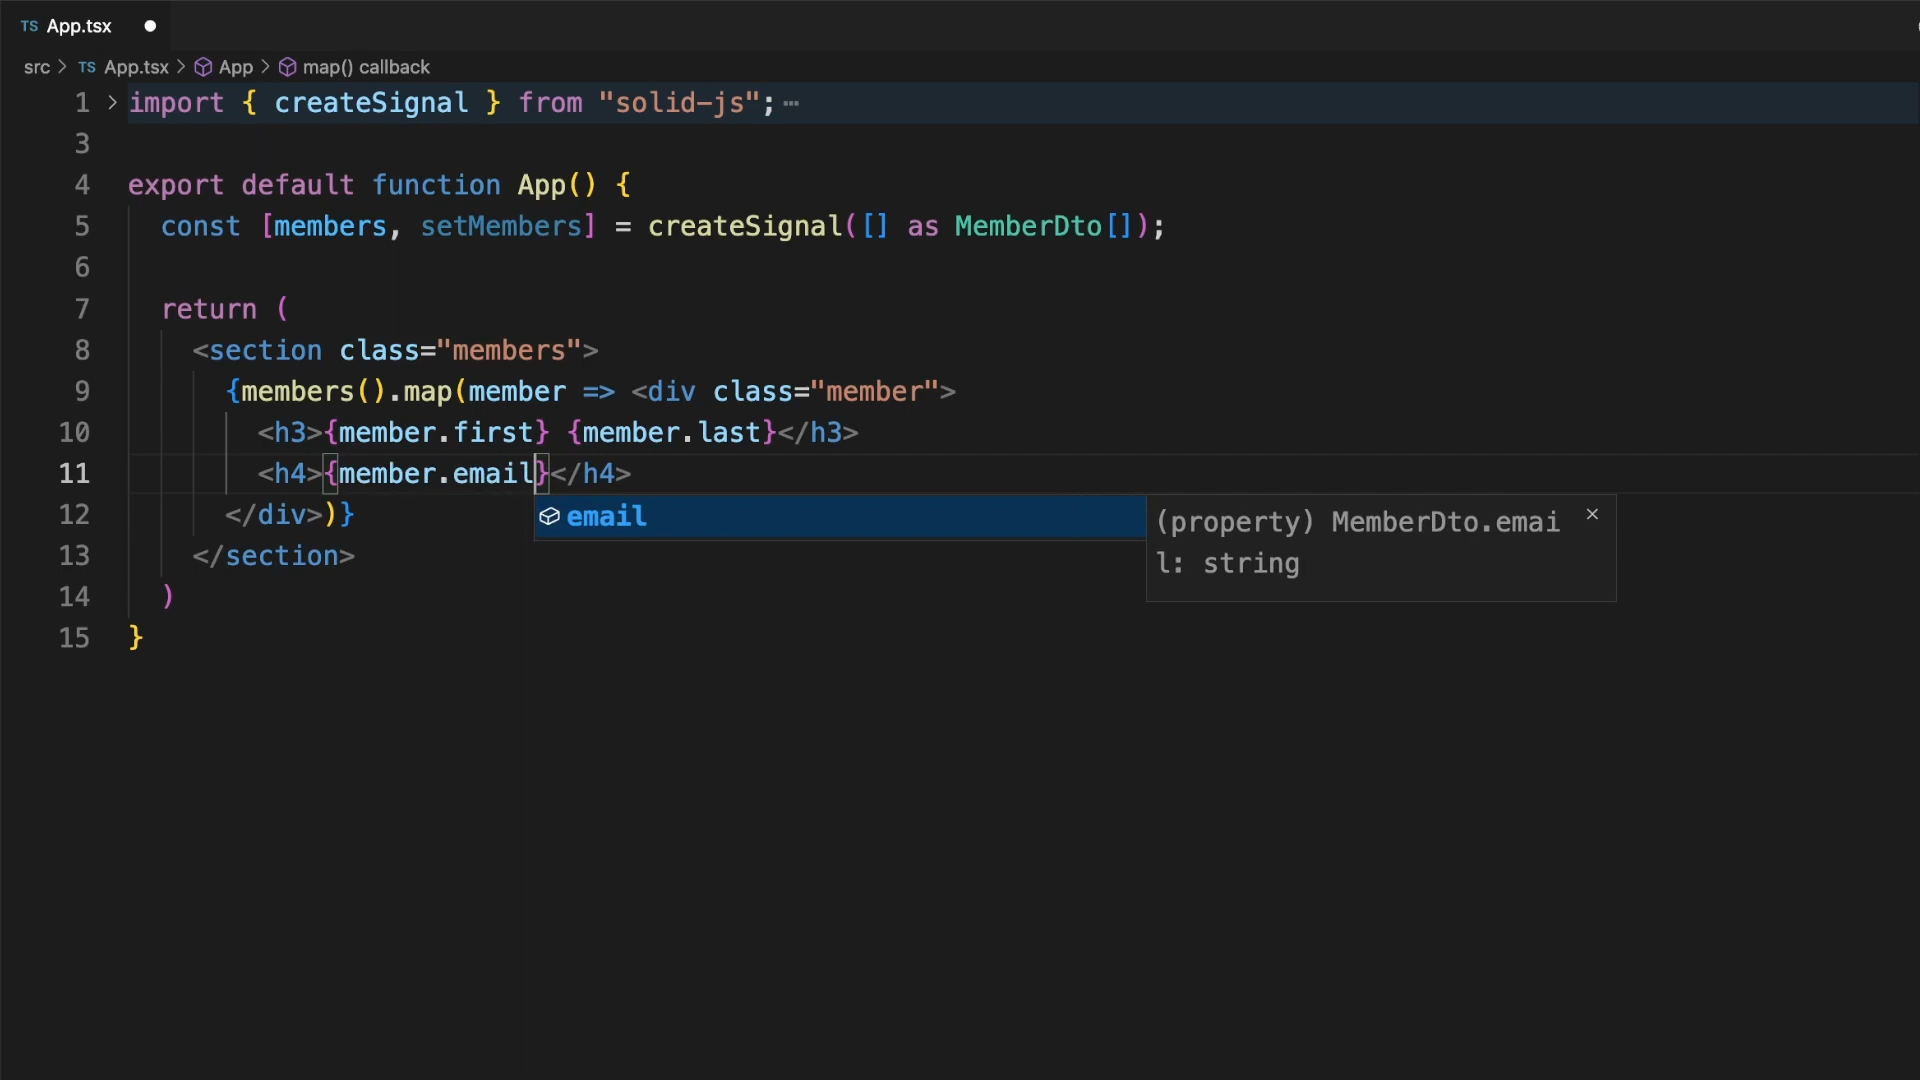 TS App.tsx ●
src > TS App.tsx > App > map() callback
1 > import { createSignal } from "solid-js"; ⋯
3
4 export default function App() {
5 const [members, setMembers] = createSignal([] as MemberDto[]);
6
7 return (
8 <section class="members">
9 {members().map(member => <div class="member">
10 <h3>{member.first} {member.last}</h3>
11 <h4>{member.email}</h4>
12 </div>)}
email
(property) MemberDto.emai ×
l: string
13 </section>
14 )
15 }